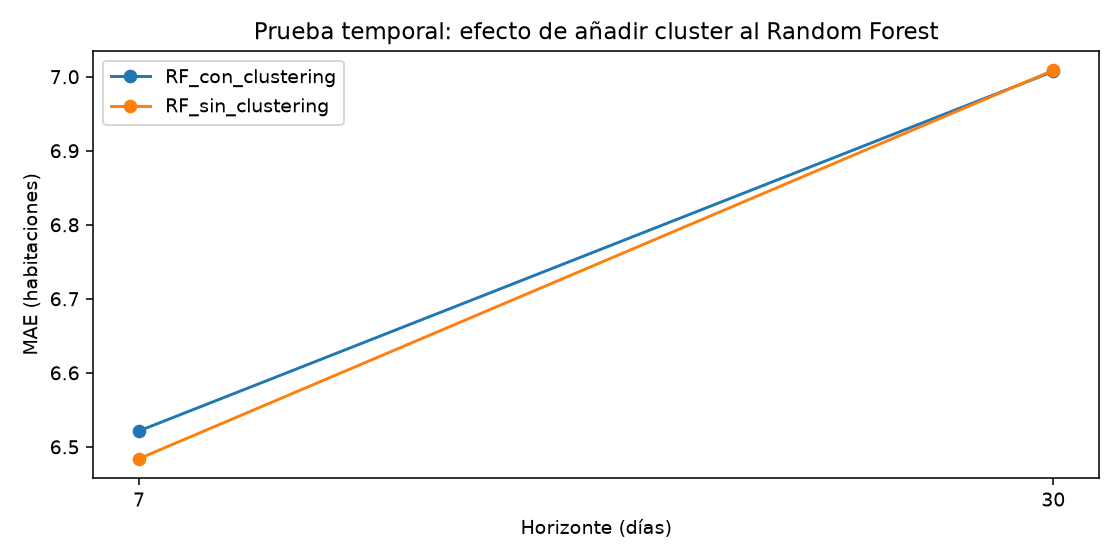 Prueba temporal: efecto de añadir cluster al Random Forest
RF_con_clustering
RF_sin_clustering
MAE (habitaciones)
7.0
6.9
6.8
6.7
6.6
6.5
7
30
Horizonte (días)